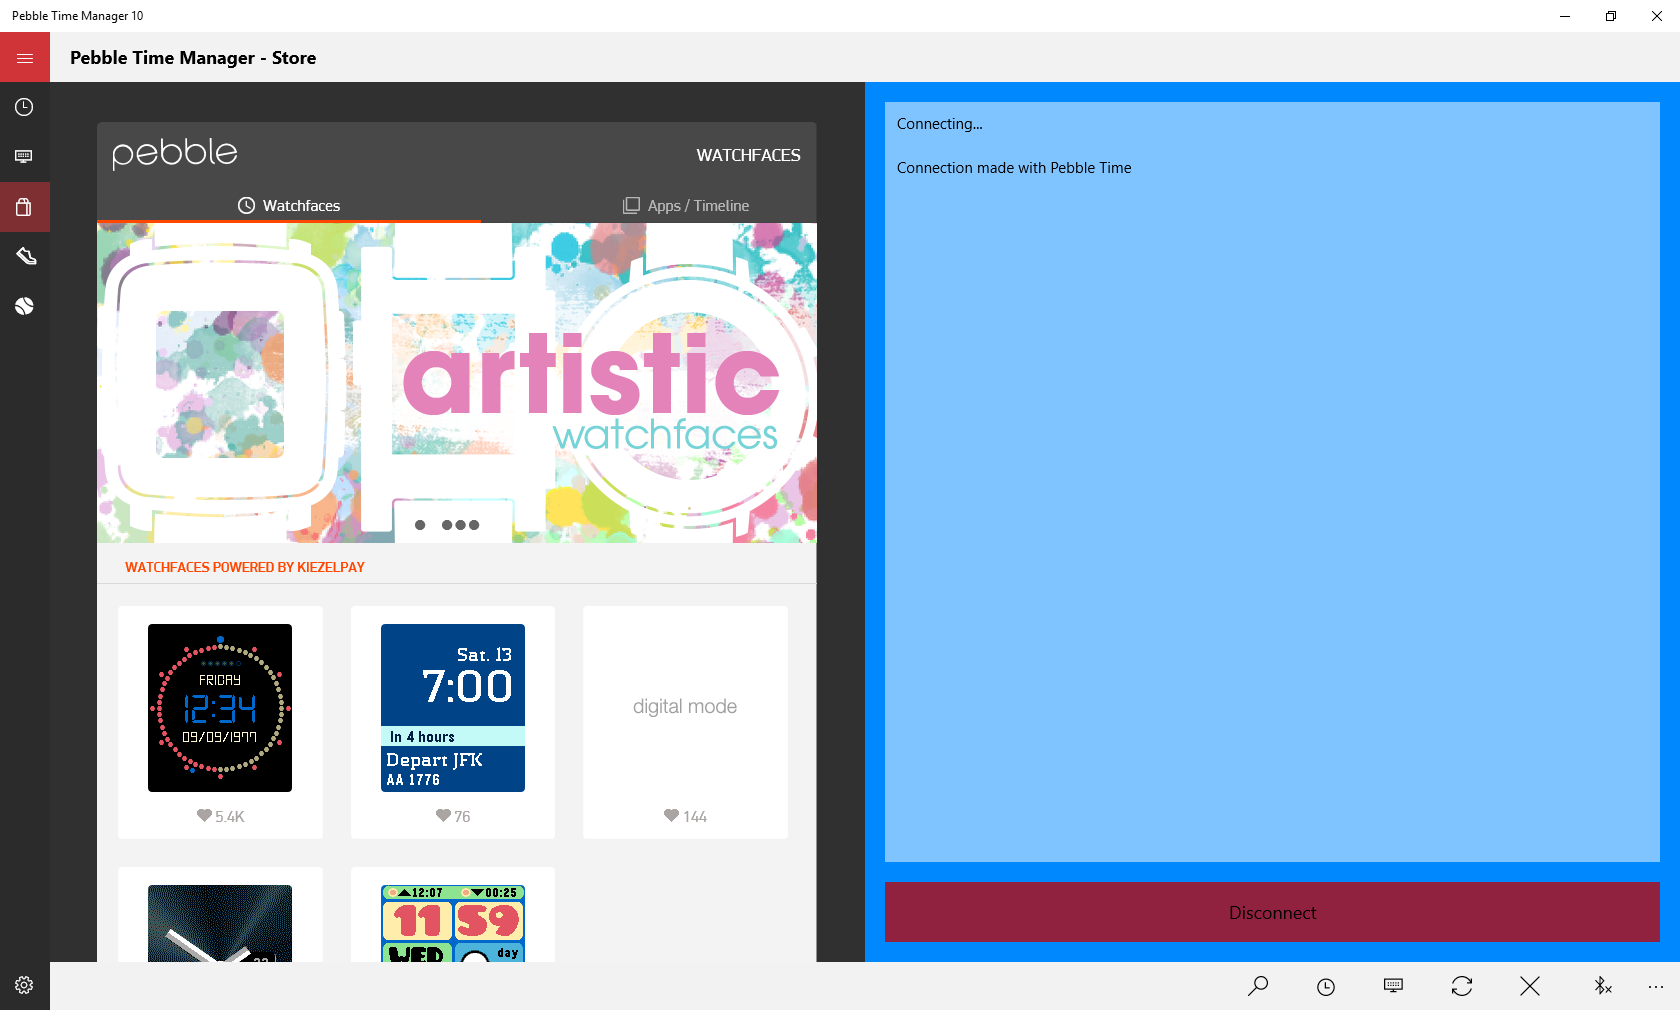 Pebble Time Manager 10
Pebble Time Manager - Store
pebble
WATCHFACES
Watchfaces
Apps / Timeline
artistic
watchfaces
WATCHFACES POWERED BY KIEZELPAY
FRIDAY
12:34
09/09/1977
5.4K
Sat. 13
7:00
In 4 hours
Depart JFK
AA 1776
76
digital mode
144
12:07
00:25
11 59
WED
day
Connecting...
Connection made with Pebble Time
Disconnect